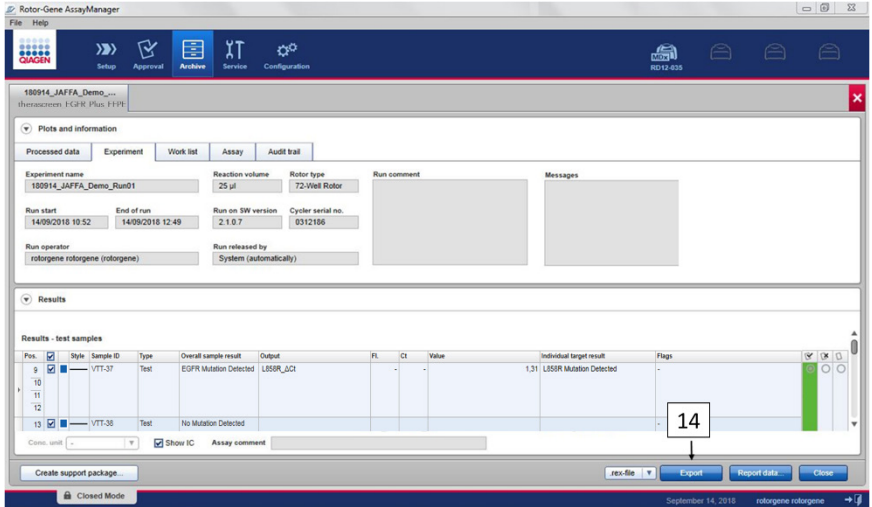 Rotor-Gene AssayManager
File Help
QIAGEN
Setup Approval Archive Service Configuration
MDx
RD12-035
180914_JAFFA_Demo_...
therascreen EGFR Plus FFPE
Plots and information
Processed data Experiment Work list Assay Audit trail
Experiment name Reaction volume Rotor type Run comment Messages
180914_JAFFA_Demo_Run01 25 µl 72-Well Rotor
Run start End of run Run on SW version Cycler serial no.
14/09/2018 10:52 14/09/2018 12:49 2.1.0.7 0312186
Run operator Run released by
rotorgene rotorgene (rotorgene) System (automatically)
Results
Results - test samples
Pos. Style Sample ID Type Overall sample result Output Fl. Ct Value Individual target result Flags
9 VTT-37 Test EGFR Mutation Detected L858R_ΔCt - - 1,31 L858R Mutation Detected -
10
11
12
13 VTT-38 Test No Mutation Detected -
14
Conc. unit - Show IC Assay comment
Create support package... .rex-file Export Report data... Close
Closed Mode
September 14, 2018 rotorgene rotorgene